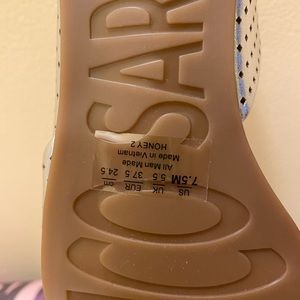 SAR
HONEY 2
Made in Vietnam
All Man Made
7.5M 5.5 37.5 24.5
US UK EUR cm